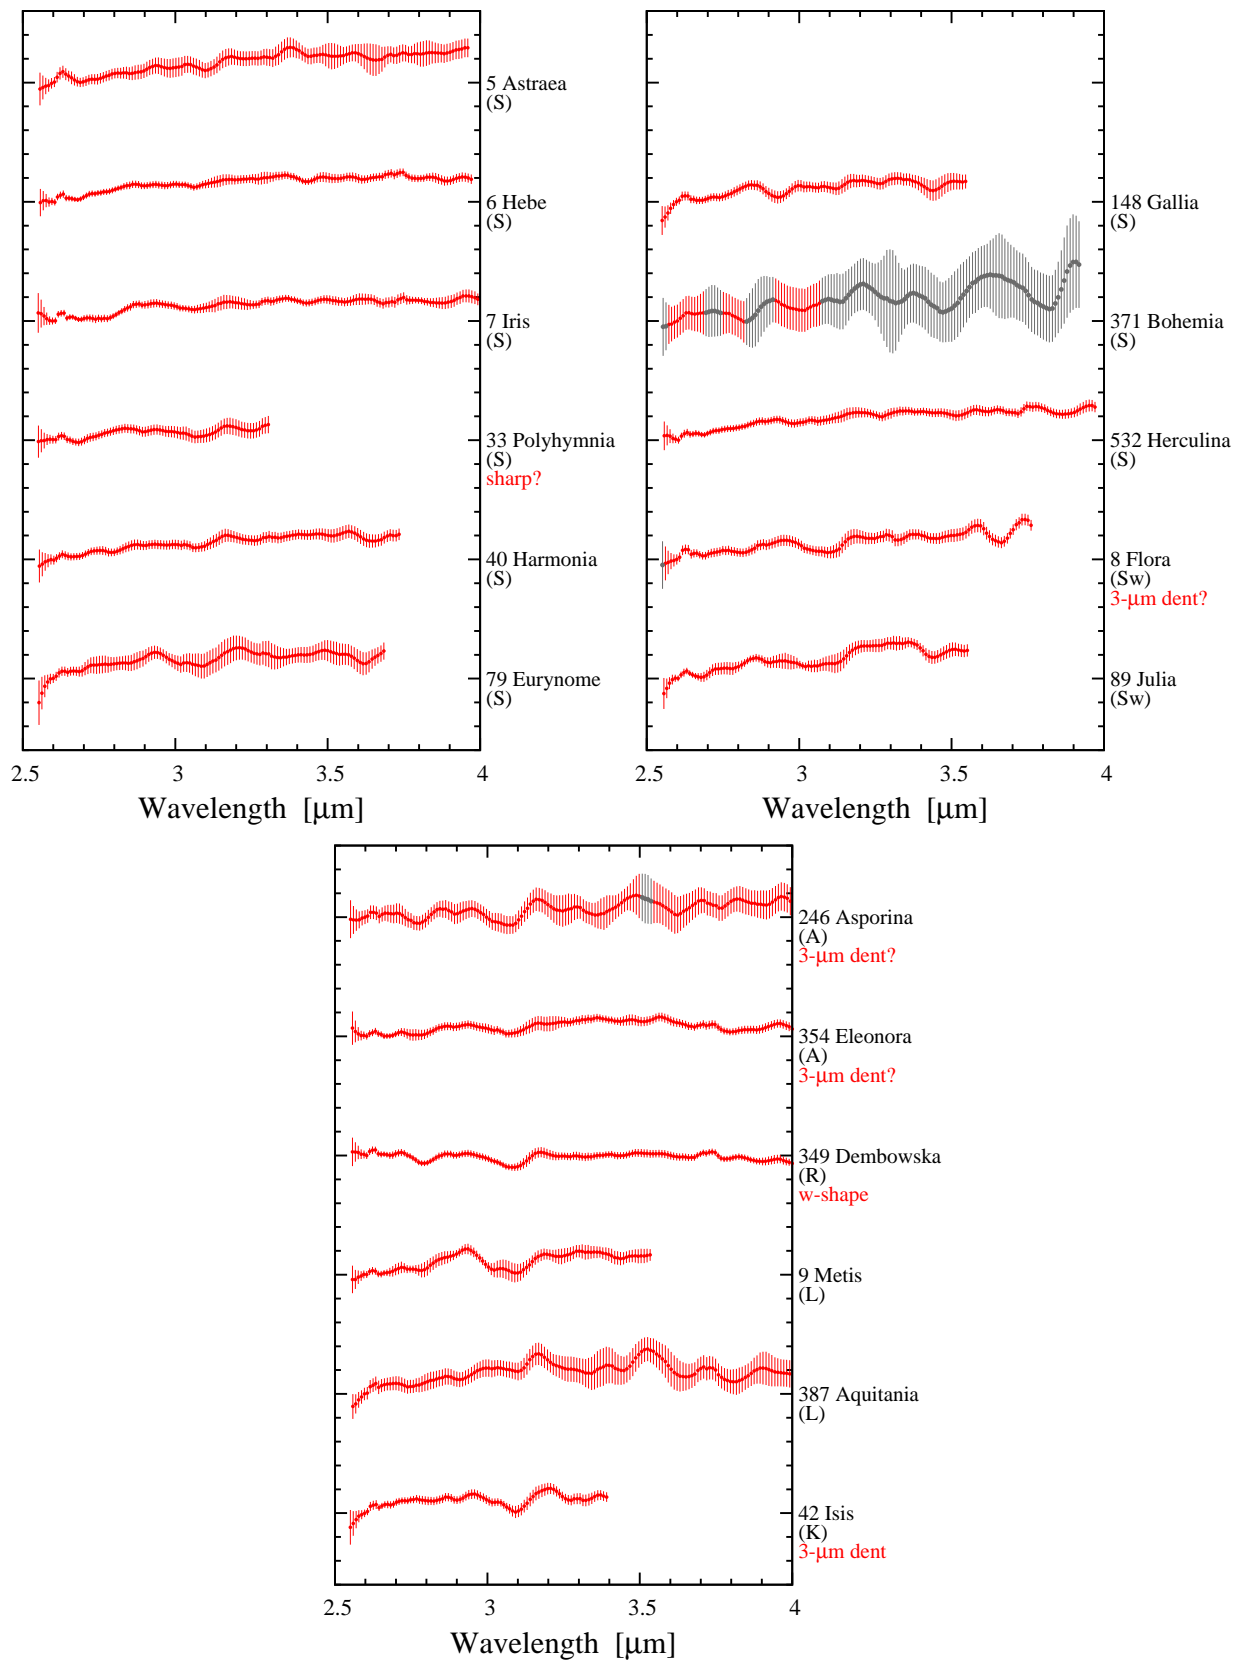 5 Astraea
(S)
6 Hebe
(S)
7 Iris
(S)
33 Polyhymnia
(S)
sharp?
40 Harmonia
(S)
79 Eurynome
(S)
2.5 3 3.5 4
Wavelength [μm]
148 Gallia
(S)
371 Bohemia
(S)
532 Herculina
(S)
8 Flora
(Sw)
3-μm dent?
89 Julia
(Sw)
2.5 3 3.5 4
Wavelength [μm]
246 Asporina
(A)
3-μm dent?
354 Eleonora
(A)
3-μm dent?
349 Dembowska
(R)
w-shape
9 Metis
(L)
387 Aquitania
(L)
42 Isis
(K)
3-μm dent
2.5 3 3.5 4
Wavelength [μm]